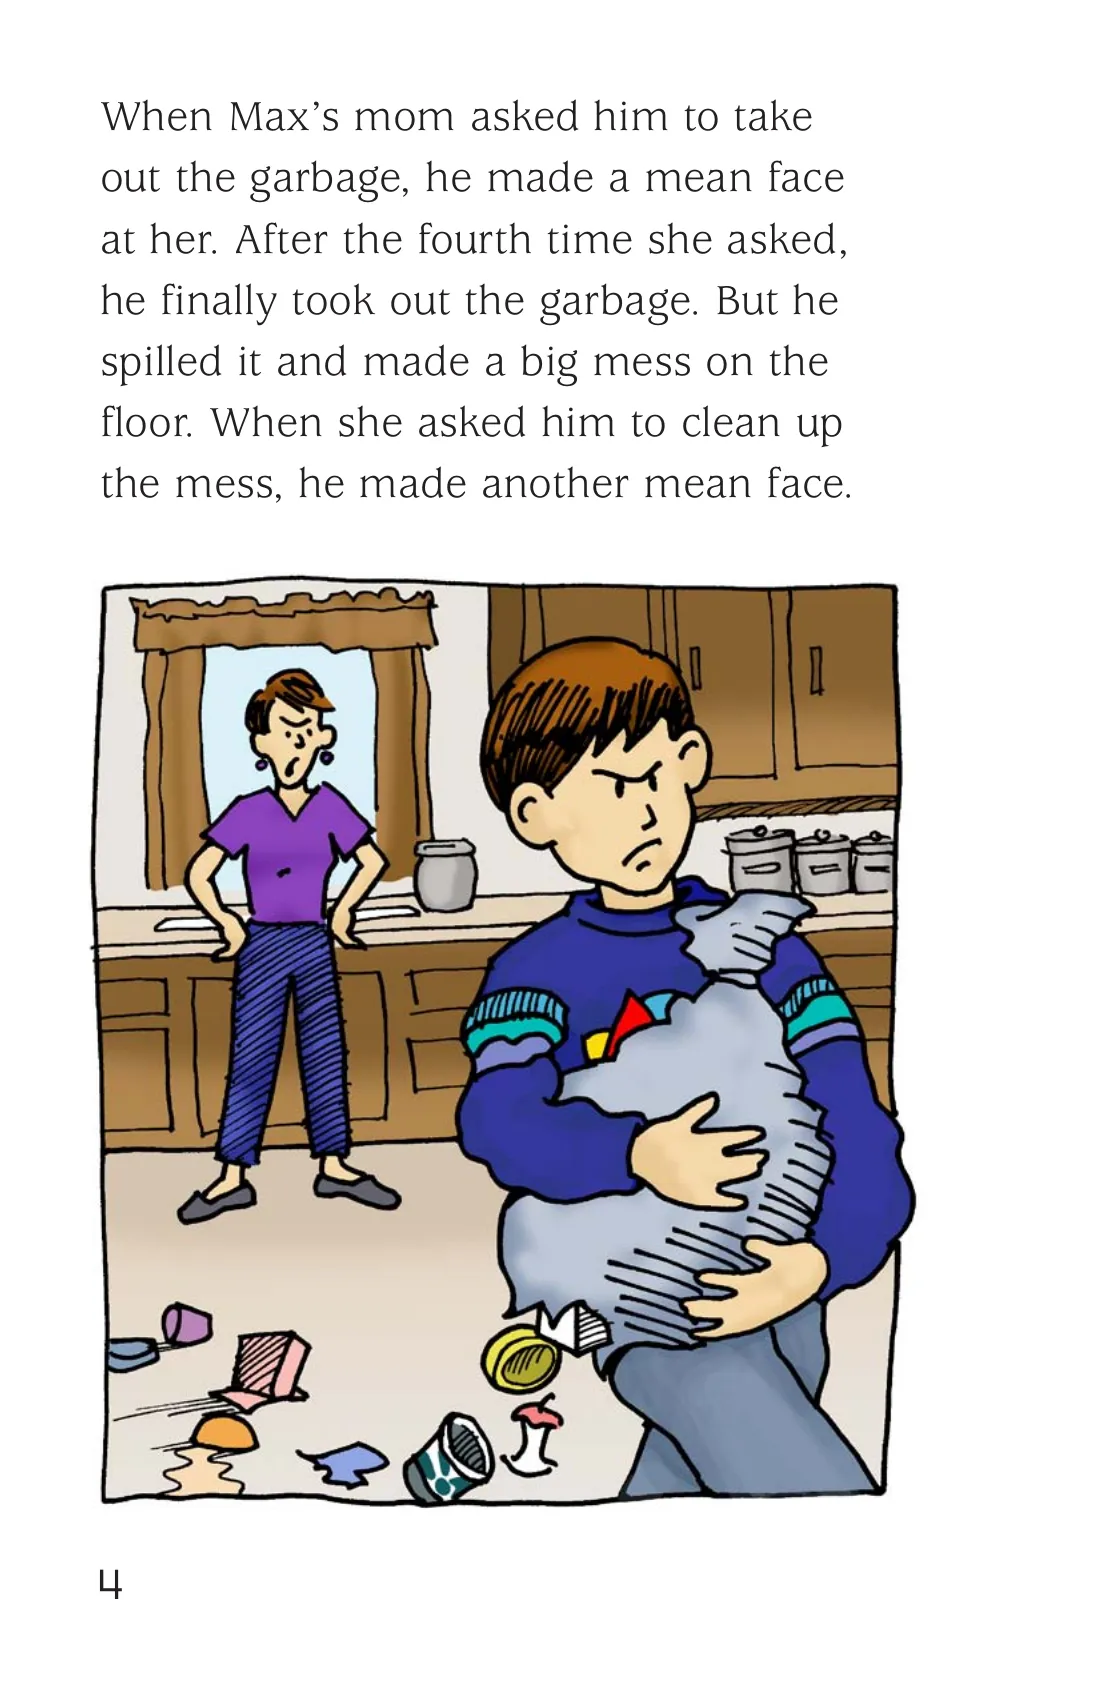 When Max’s mom asked him to take
out the garbage, he made a mean face
at her. After the fourth time she asked,
he finally took out the garbage. But he
spilled it and made a big mess on the
floor. When she asked him to clean up
the mess, he made another mean face.
4